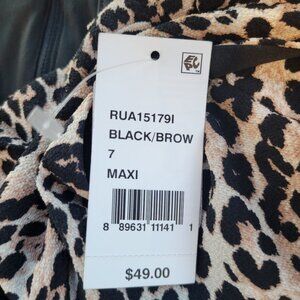 RUA15179I
BLACK/BROW
7
MAXI
8 89631 11141 1
$49.00